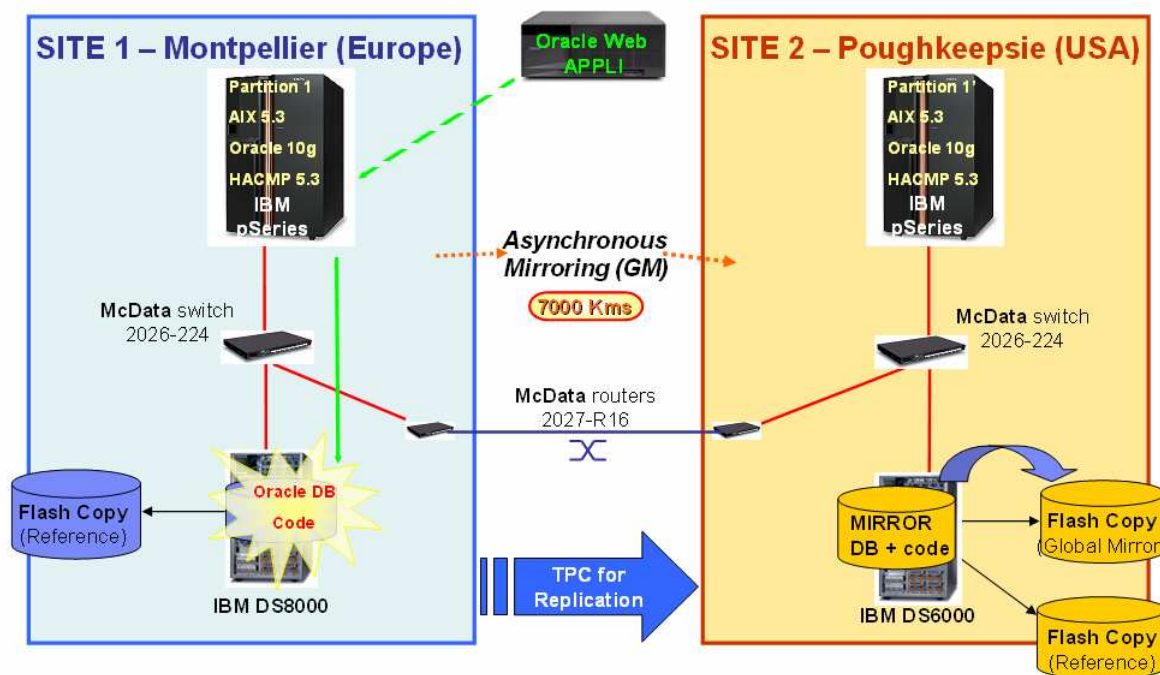 SITE 1 – Montpellier (Europe)
Oracle Web
APPLI
SITE 2 – Poughkeepsie (USA)
Partition 1
AIX 5.3
Oracle 10g
HACMP 5.3
IBM
pSeries
Partition 1'
AIX 5.3
Oracle 10g
HACMP 5.3
IBM
pSeries
Asynchronous
Mirroring (GM)
7000 Kms
McData switch
2026-224
McData switch
2026-224
McData routers
2027-R16
Flash Copy
(Reference)
Oracle DB
Code
IBM DS8000
TPC for
Replication
MIRROR
DB + code
IBM DS6000
Flash Copy
(Global Mirror
Flash Copy
(Reference)